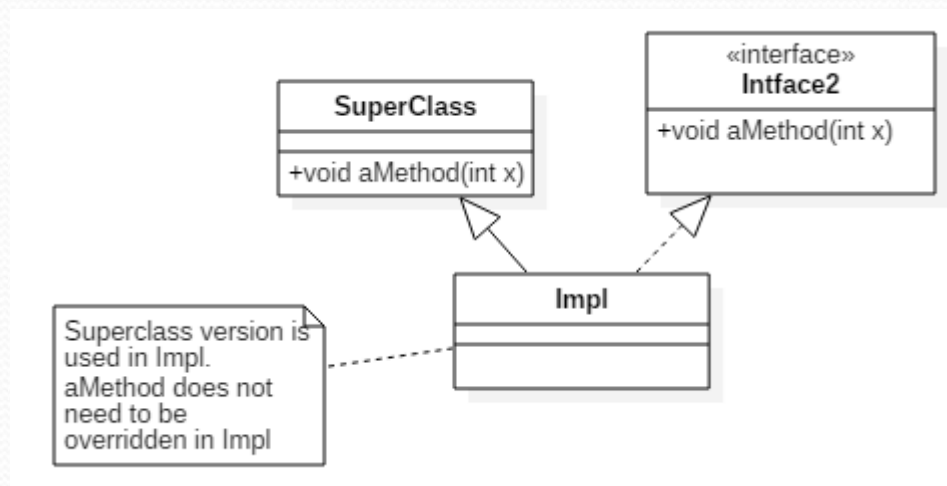 «interface»
Intface2
+void aMethod(int x)
SuperClass
+void aMethod(int x)
Impl
Superclass version is
used in Impl.
aMethod does not
need to be
overridden in Impl